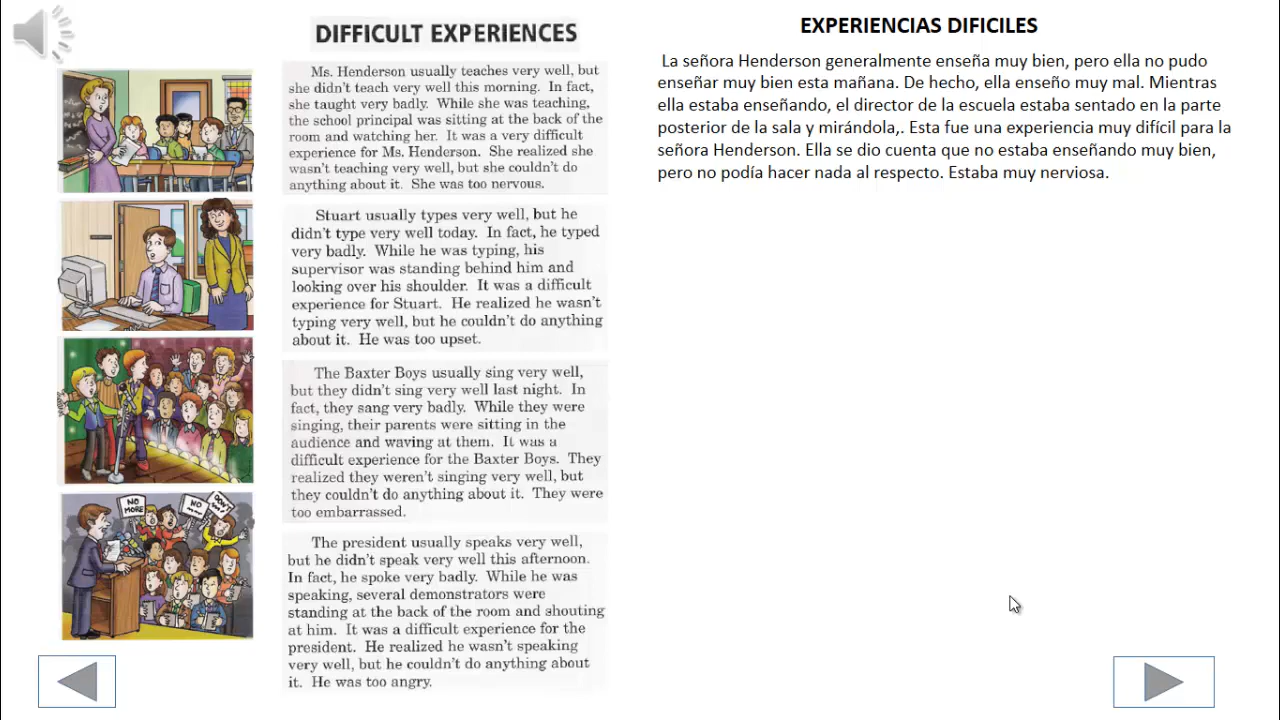 DIFFICULT EXPERIENCES
Ms. Henderson usually teaches very well, but
she didn't teach very well this morning. In fact,
she taught very badly. While she was teaching,
the school principal was sitting at the back of the
room and watching her. It was a very difficult
experience for Ms. Henderson. She realized she
wasn't teaching very well, but she couldn't do
anything about it. She was too nervous.
Stuart usually types very well, but he
didn't type very well today. In fact, he typed
very badly. While he was typing, his
supervisor was standing behind him and
looking over his shoulder. It was a difficult
experience for Stuart. He realized he wasn't
typing very well, but he couldn't do anything
about it. He was too upset.
The Baxter Boys usually sing very well,
but they didn't sing very well last night. In
fact, they sang very badly. While they were
singing, their parents were sitting in the
audience and waving at them. It was a
difficult experience for the Baxter Boys. They
realized they weren't singing very well, but
they couldn't do anything about it. They were
too embarrassed.
NO
MORE
NO
The president usually speaks very well,
but he didn't speak very well this afternoon.
In fact, he spoke very badly. While he was
speaking, several demonstrators were
standing at the back of the room and shouting
at him. It was a difficult experience for the
president. He realized he wasn't speaking
very well, but he couldn't do anything about
it. He was too angry.
EXPERIENCIAS DIFICILES
La señora Henderson generalmente enseña muy bien, pero ella no pudo
enseñar muy bien esta mañana. De hecho, ella enseño muy mal. Mientras
ella estaba enseñando, el director de la escuela estaba sentado en la parte
posterior de la sala y mirándola,. Esta fue una experiencia muy difícil para la
señora Henderson. Ella se dio cuenta que no estaba enseñando muy bien,
pero no podía hacer nada al respecto. Estaba muy nerviosa.